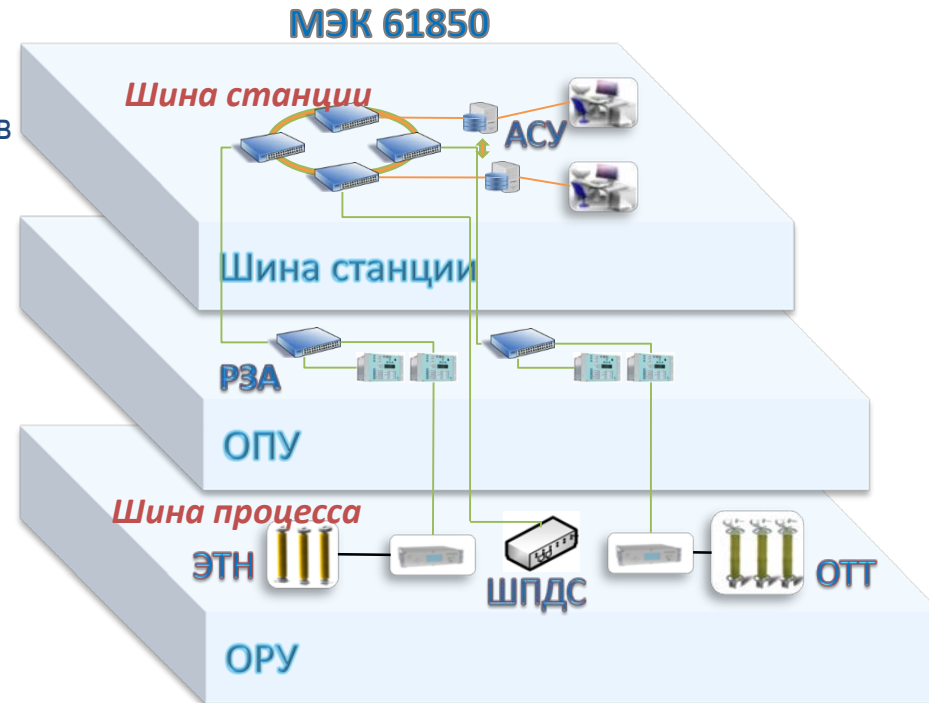 МЭК 61850
Шина станции
в
АСУ
Шина станции
РЗА
ОПУ
Шина процесса
ЭТН
ШПДС
ОТТ
ОРУ